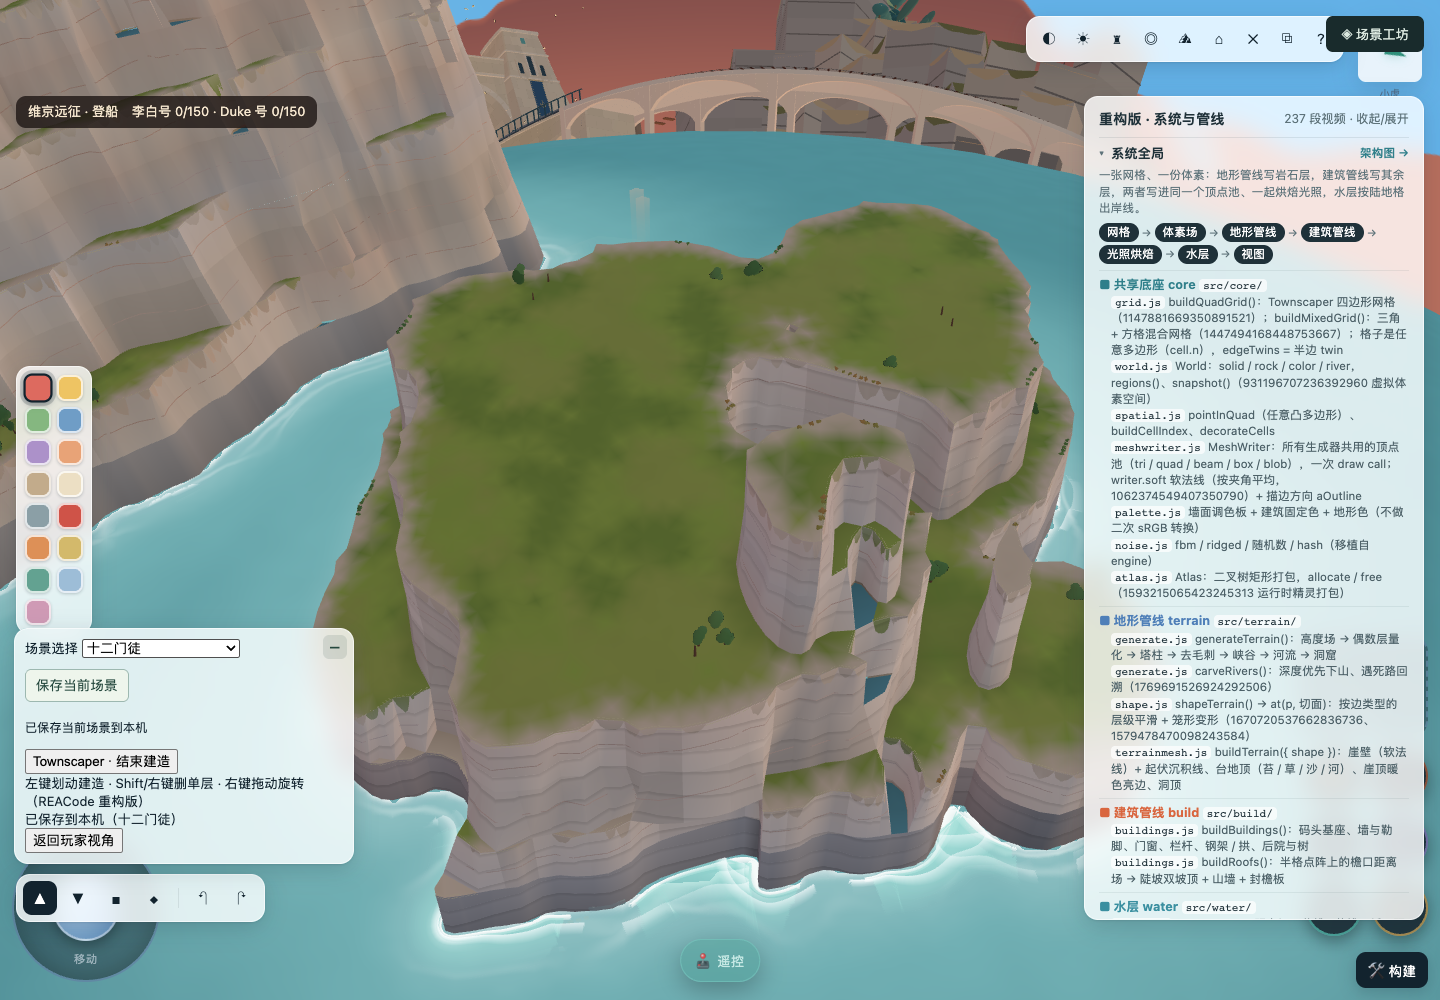 ◈ 场景工坊
?
小虎
维京远征 · 登船 李白号 0/150 · Duke 号 0/150
重构版 · 系统与管线 237 段视频 · 收起/展开
▾ 系统全局 架构图 →
一张网格、一份体素：地形管线写岩石层，建筑管线写其余
层，两者写进同一个顶点池、一起烘焙光照，水层按陆地格
出岸线。
网格 → 体素场 → 地形管线 → 建筑管线 →
光照烘焙 → 水层 → 视图
共享底座 core src/core/
grid.js buildQuadGrid()：Townscaper 四边形网格
（1147881669350891521）；buildMixedGrid()：三角
+ 方格混合网格（1447494168448753667）；格子是任
意多边形（cell.n），edgeTwins = 半边 twin
world.js World：solid / rock / color / river，
regions()、snapshot()（931196707236392960 虚拟体
素空间）
spatial.js pointInQuad（任意凸多边形）、
buildCellIndex、decorateCells
meshwriter.js MeshWriter：所有生成器共用的顶点
池（tri / quad / beam / box / blob），一次 draw call；
writer.soft 软法线（按夹角平均，
1062374549407350790）+ 描边方向 aOutline
palette.js 墙面调色板 + 建筑固定色 + 地形色（不做
二次 sRGB 转换）
noise.js fbm / ridged / 随机数 / hash（移植自
engine）
atlas.js Atlas：二叉树矩形打包，allocate / free
（1593215065423245313 运行时精灵打包）
地形管线 terrain src/terrain/
generate.js generateTerrain()：高度场 → 偶数层量
化 → 塔柱 → 去毛刺 → 峡谷 → 河流 → 洞窟
generate.js carveRivers()：深度优先下山、遇死路回
溯（1769691526924292506）
shape.js shapeTerrain() → at(p, 切面)：按边类型的
层级平滑 + 笼形变形（1670720537662836736、
1579478470098243584）
terrainmesh.js buildTerrain({ shape })：崖壁（软法
线）+ 起伏沉积线、台地顶（苔 / 草 / 沙 / 河）、崖顶暖
色亮边、洞顶
建筑管线 build src/build/
buildings.js buildBuildings()：码头基座、墙与勒
脚、门窗、栏杆、钢架 / 拱、后院与树
buildings.js buildRoofs()：半格点阵上的檐口距离
场 → 陡坡双坡顶 + 山墙 + 封檐板
水层 water src/water/
场景选择 十二门徒
保存当前场景
已保存当前场景到本机
Townscaper · 结束建造
左键划动建造 · Shift/右键删单层 · 右键拖动旋转
（REACode 重构版）
已保存到本机（十二门徒）
返回玩家视角
移动
遥控
构建